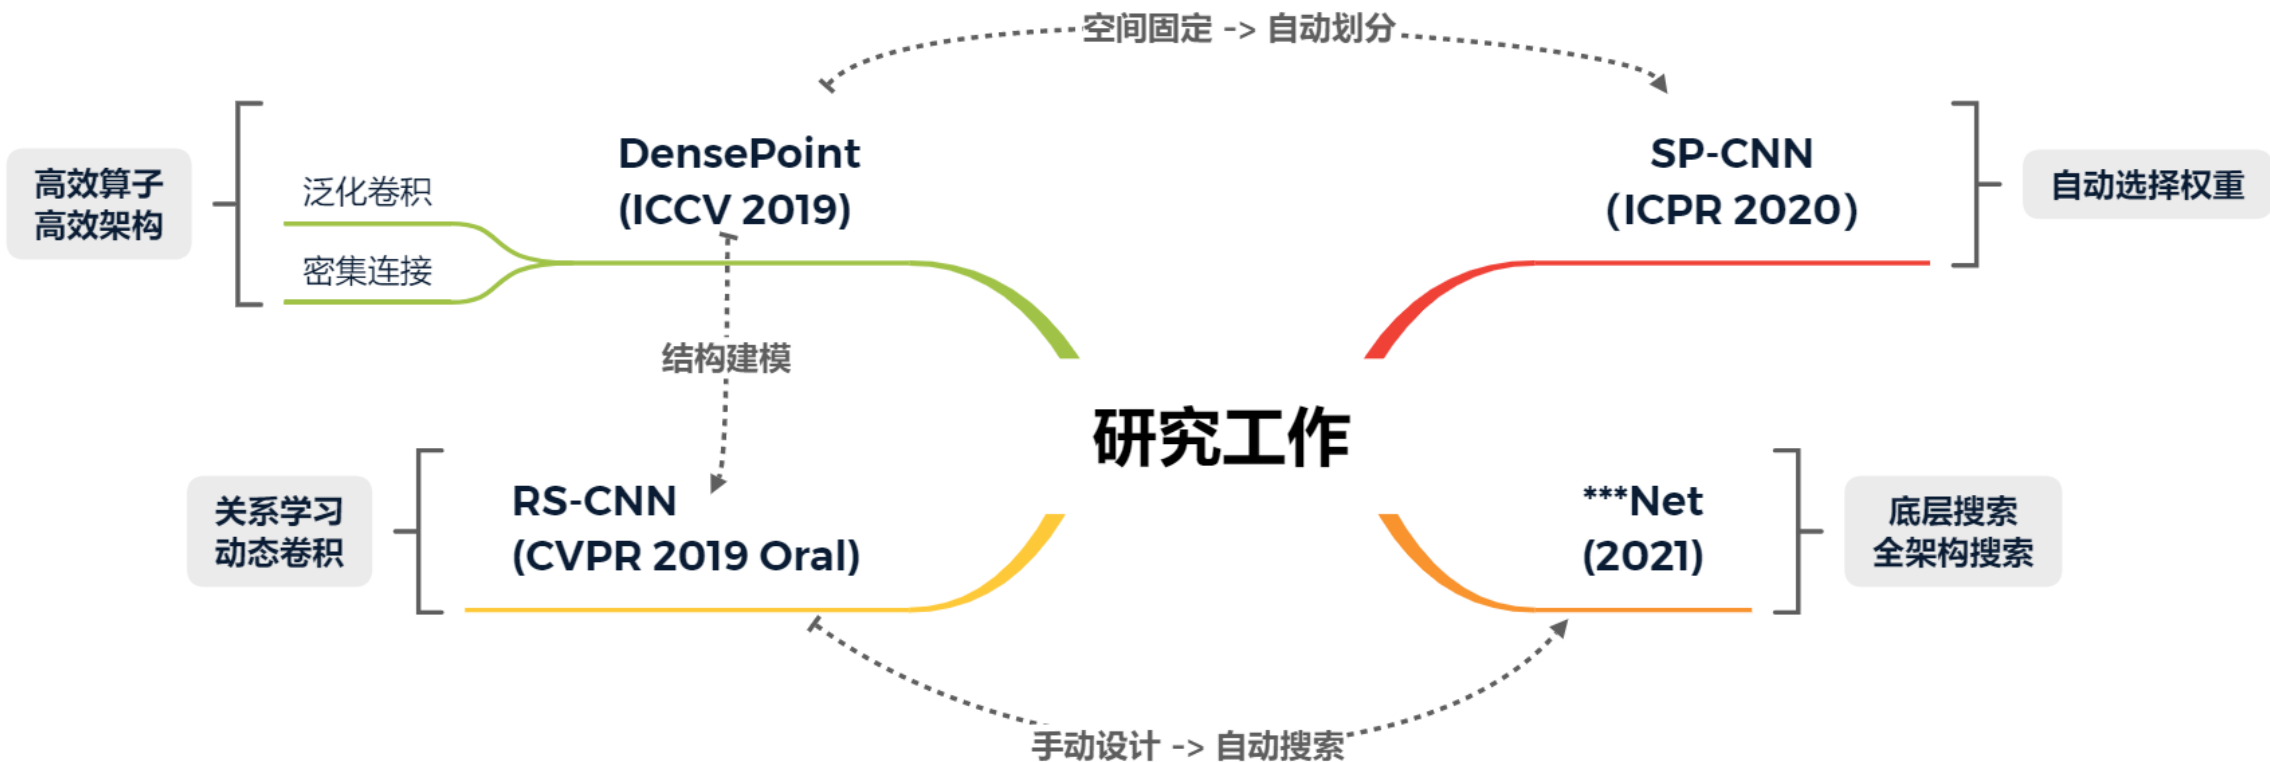 空间固定 -> 自动划分
高效算子
高效架构
泛化卷积
密集连接
DensePoint
(ICCV 2019)
SP-CNN
（ICPR 2020）
自动选择权重
结构建模
研究工作
关系学习
动态卷积
RS-CNN
(CVPR 2019 Oral)
***Net
(2021)
底层搜索
全架构搜索
手动设计 -> 自动搜索